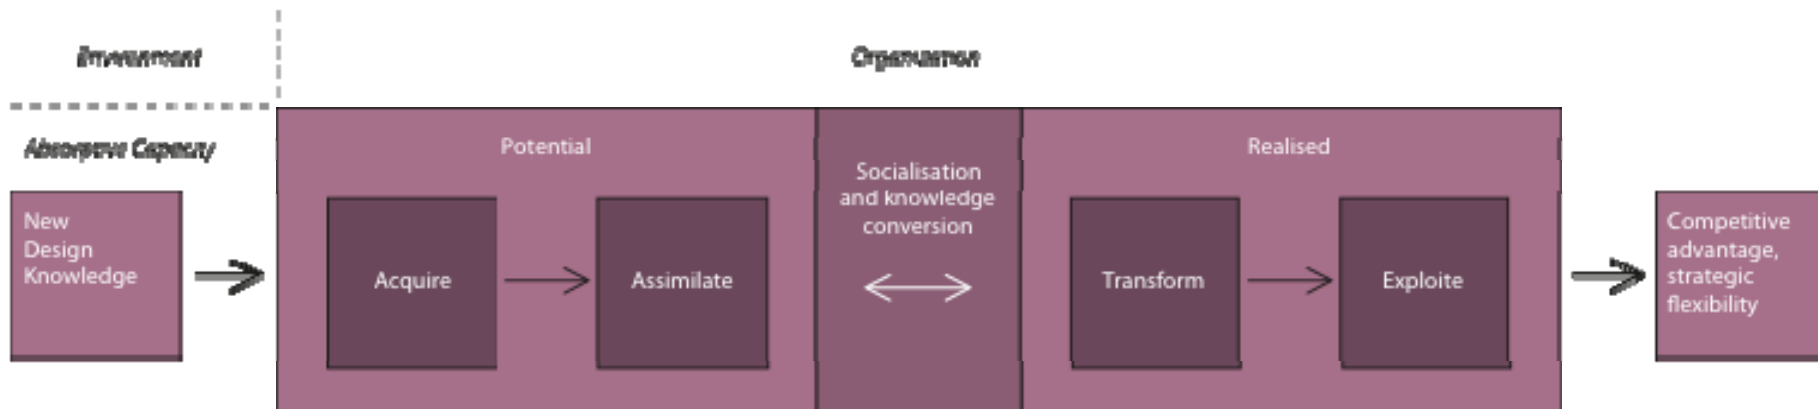 Environment
Organization
Absorptive Capacity
Potential
Realised
Socialisation
and knowledge
conversion
New
Design
Knowledge
Acquire
Assimilate
Transform
Exploite
Competitive
advantage,
strategic
flexibility